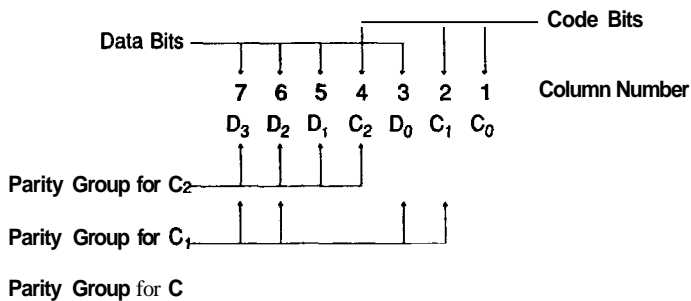 Code Bits
Data Bits
7 6 5 4 3 2 1 Column Number
D₃ D₂ D₁ C₂ D₀ C₁ C₀
Parity Group for C₂
Parity Group for C₁
Parity Group for C